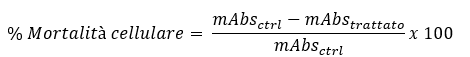 % Mortalità cellulare = (mAbs_ctrl − mAbs_trattato) / mAbs_ctrl x 100